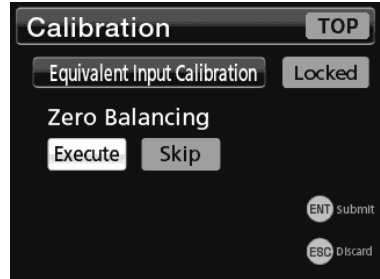 Calibration TOP
Equivalent Input Calibration Locked
Zero Balancing
Execute Skip
ENT Submit
ESC Discard